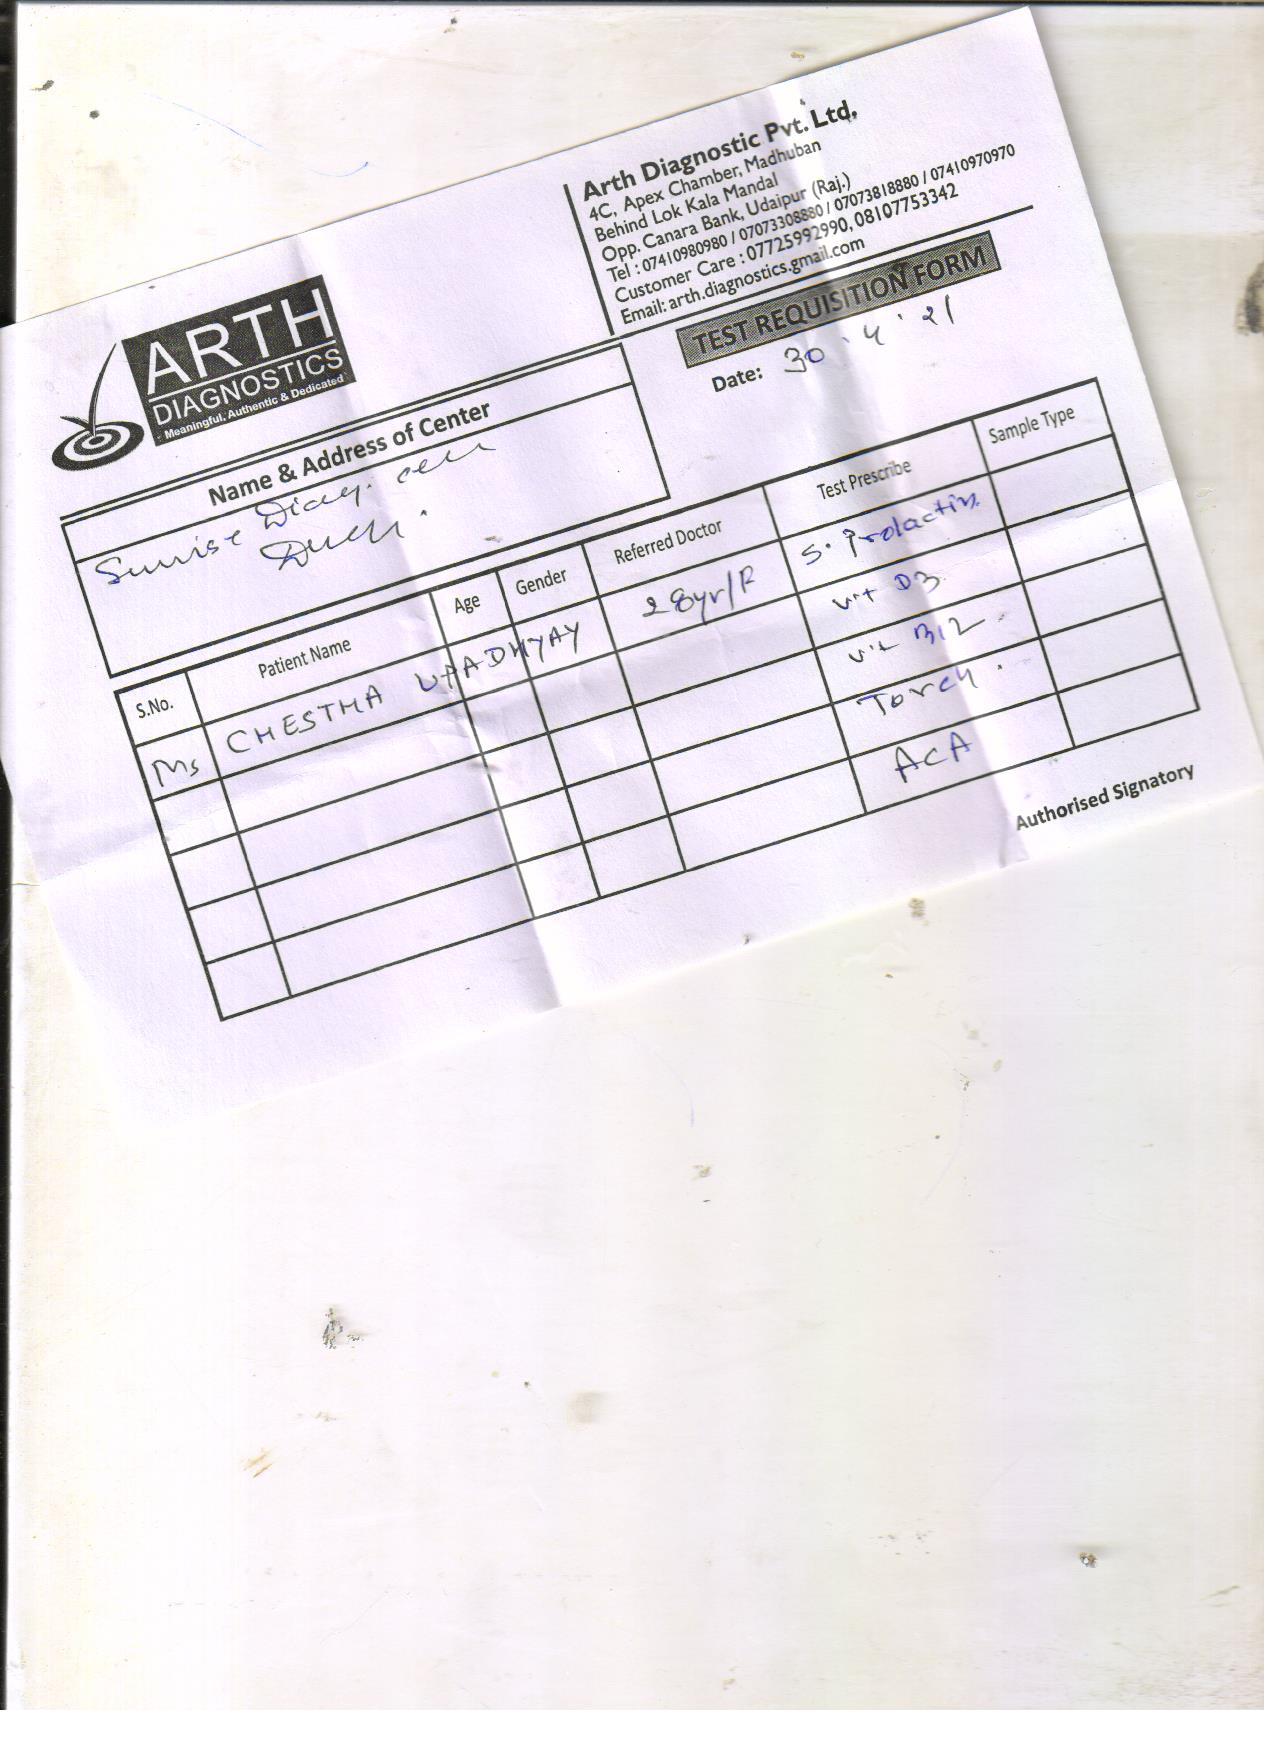 ARTH
DIAGNOSTICS
Meaningful, Authentic & Dedicated
Arth Diagnostic Pvt. Ltd.
4C, Apex Chamber, Madhuban
Behind Lok Kala Mandal
Opp. Canara Bank, Udaipur (Raj.)
Tel : 07410980980 / 07073308880 / 07073818880 / 07410970970
Customer Care : 07725992990, 08107753342
Email: arth.diagnostics.gmail.com
TEST REQUISITION FORM
Date: 30.4.21
Name & Address of Center
Sunrise Diag. cen
S.No. Patient Name Age Gender Referred Doctor Test Prescribe Sample Type
Ms CHESTHA UPADHYAY 28yr/F S. Prolactin
vit D3
vit B12
Torch
ACA
Authorised Signatory